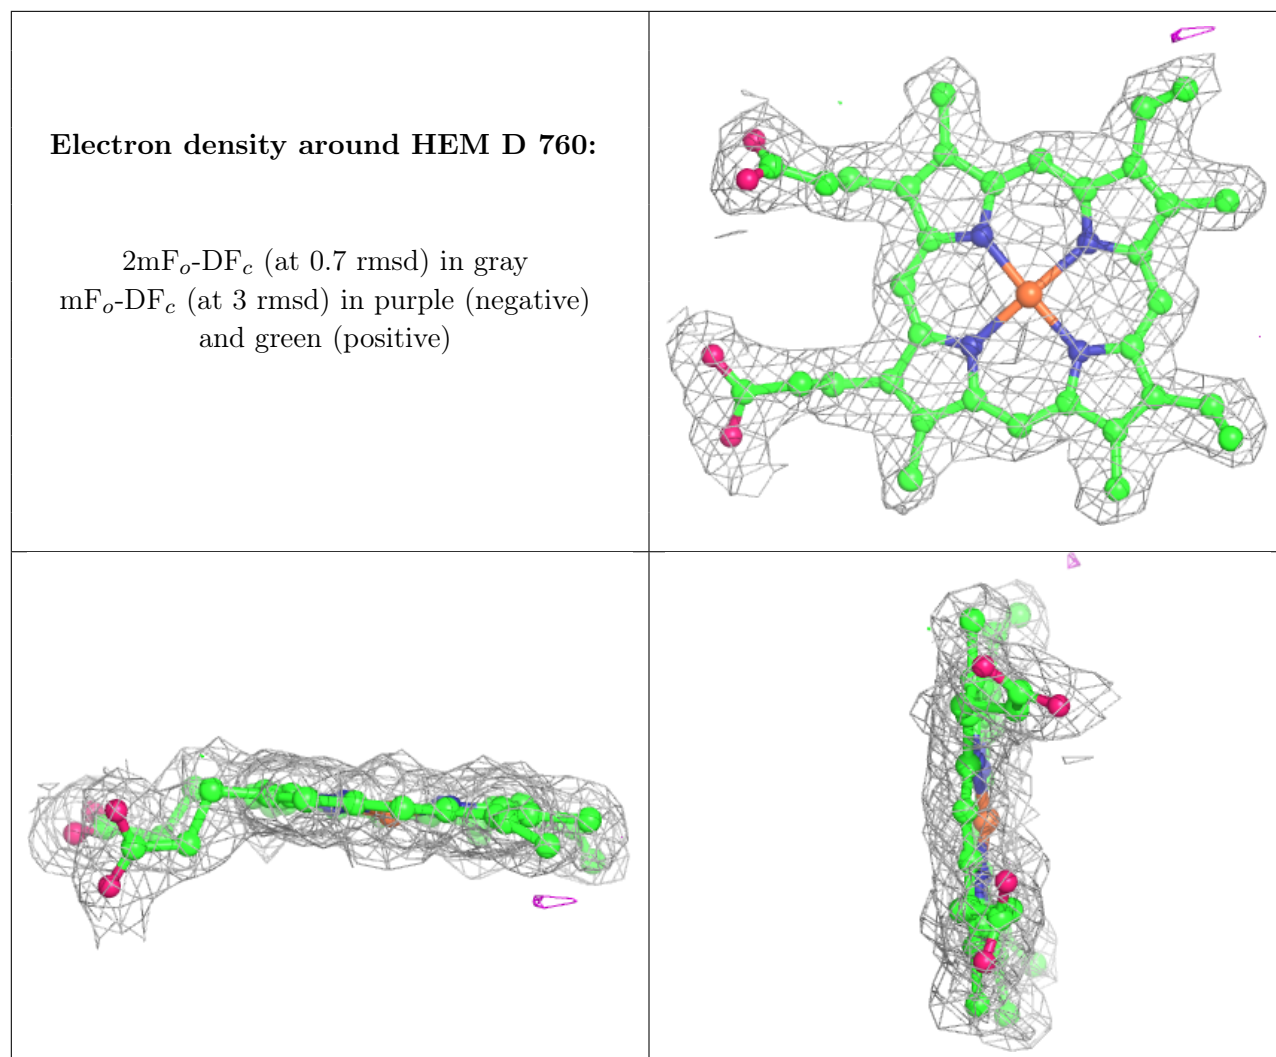 Electron density around HEM D 760:
2mFo-DFc (at 0.7 rmsd) in gray
mFo-DFc (at 3 rmsd) in purple (negative)
and green (positive)